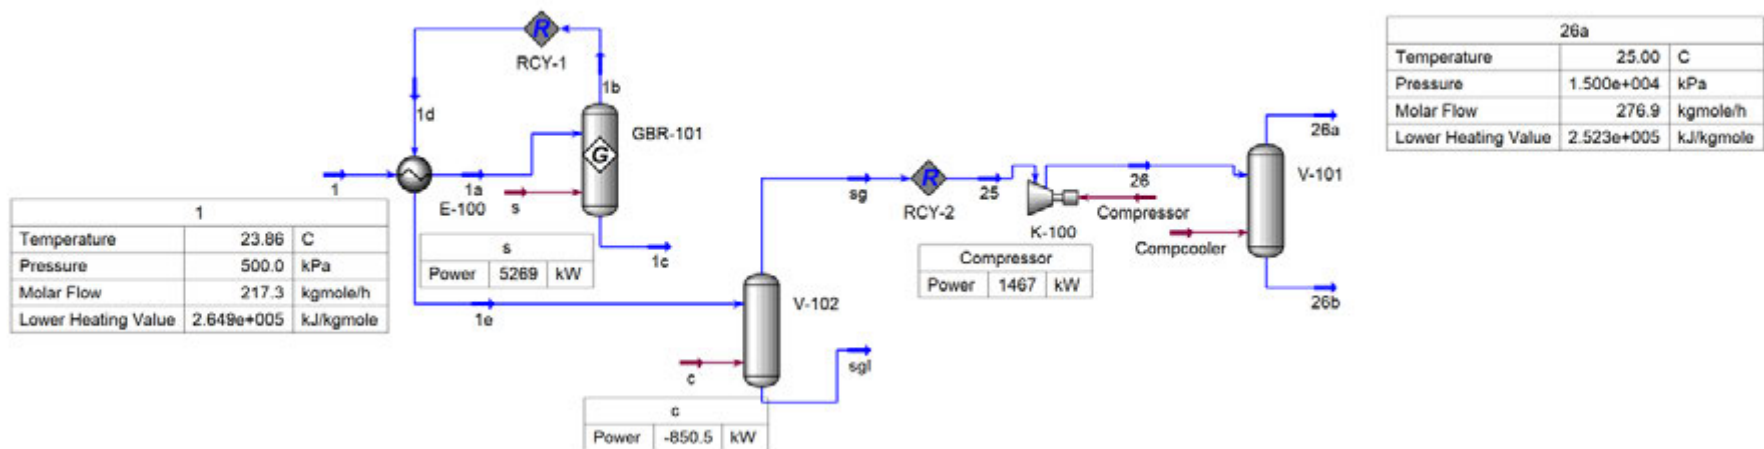 R
RCY-1
1b
1d
GBR-101
G
1
1a
E-100
s
1c
1
Temperature 23.86 C
Pressure 500.0 kPa
Molar Flow 217.3 kgmole/h
Lower Heating Value 2.649e+005 kJ/kgmole
s
Power 5269 kW
1e
V-102
c
sgl
c
Power -850.5 kW
sg
R
RCY-2
25
26
K-100
Compressor
Compcooler
Compressor
Power 1467 kW
26a
V-101
26b
26a
Temperature 25.00 C
Pressure 1.500e+004 kPa
Molar Flow 276.9 kgmole/h
Lower Heating Value 2.523e+005 kJ/kgmole